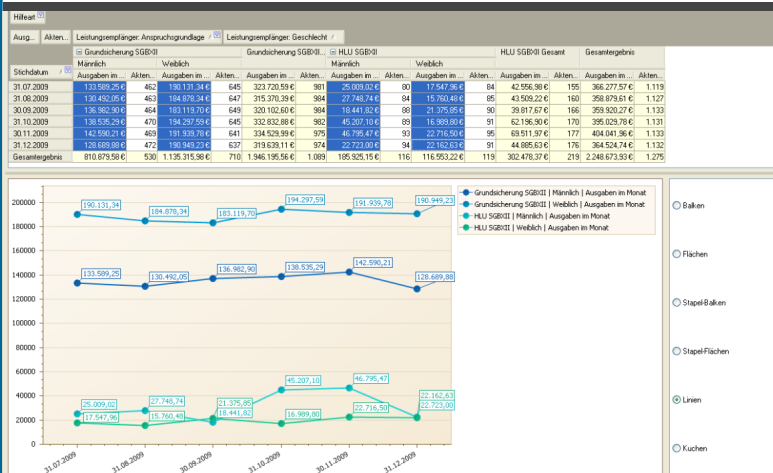 Hilfeart
Ausg... Akten... Leistungsempfänger: Anspruchsgrundlage Leistungsempfänger: Geschlecht
Grundsicherung SGBXII Grundsicherung SGBXII... HLU SGBXII HLU SGBXII Gesamt Gesamtergebnis
Männlich Weiblich Männlich Weiblich
Stichdatum Ausgaben im ... Akten... Ausgaben im ... Akten... Ausgaben im ... Akten... Ausgaben im ... Akten... Ausgaben im ... Akten... Ausgaben im ... Akten... Ausgaben im ... Akten...
31.07.2009 133.589,25 € 462 190.131,34 € 645 323.720,59 € 981 25.009,02 € 80 17.547,96 € 84 42.556,98 € 155 366.277,57 € 1.119
31.08.2009 130.492,05 € 463 184.878,34 € 647 315.370,39 € 984 27.748,74 € 84 15.760,48 € 85 43.509,22 € 160 358.879,61 € 1.127
30.09.2009 136.982,90 € 464 183.119,70 € 649 320.102,60 € 984 18.441,82 € 88 21.375,85 € 90 39.817,67 € 166 359.920,27 € 1.133
31.10.2009 138.535,29 € 470 194.297,59 € 645 332.832,88 € 982 45.207,10 € 89 16.989,80 € 91 62.196,90 € 170 395.029,78 € 1.131
30.11.2009 142.590,21 € 469 191.939,78 € 641 334.529,99 € 975 46.795,47 € 93 22.716,50 € 95 69.511,97 € 177 404.041,96 € 1.133
31.12.2009 128.689,88 € 472 190.949,23 € 637 319.639,11 € 974 22.723,00 € 94 22.162,63 € 91 44.885,63 € 176 364.524,74 € 1.132
Gesamtergebnis 810.879,58 € 530 1.135.315,98 € 710 1.946.195,56 € 1.089 185.925,15 € 116 116.553,22 € 119 302.478,37 € 219 2.248.673,93 € 1.275
200000
180000
160000
140000
120000
100000
80000
60000
40000
20000
0
190.131,34
184.878,34
183.119,70
194.297,59
191.939,78
190.949,23
133.589,25
130.492,05
136.982,90
138.535,29
142.590,21
128.689,88
25.009,02
27.748,74
21.375,85
45.207,10
46.795,47
22.162,63
17.547,96
15.760,48
18.441,82
16.989,80
22.716,50
22.723,00
31.07.2009
31.08.2009
30.09.2009
31.10.2009
30.11.2009
31.12.2009
Grundsicherung SGBXII | Männlich | Ausgaben im Monat
Grundsicherung SGBXII | Weiblich | Ausgaben im Monat
HLU SGBXII | Männlich | Ausgaben im Monat
HLU SGBXII | Weiblich | Ausgaben im Monat
Balken
Flächen
Stapel-Balken
Stapel-Flächen
Linien
Kuchen